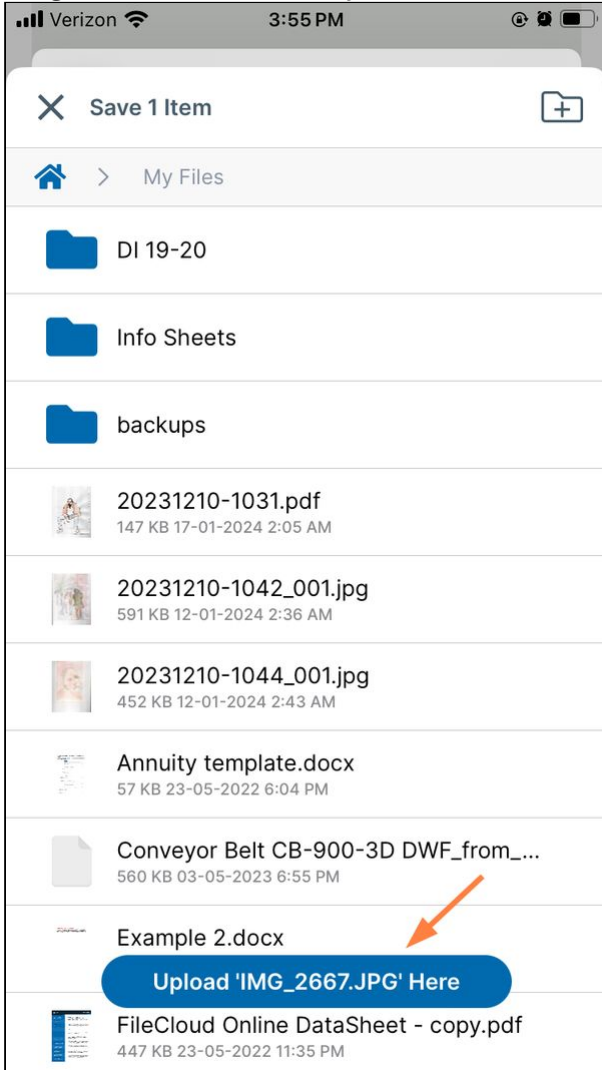 Verizon 3:55 PM
Save 1 Item
> My Files
DI 19-20
Info Sheets
backups
20231210-1031.pdf
147 KB 17-01-2024 2:05 AM
20231210-1042_001.jpg
591 KB 12-01-2024 2:36 AM
20231210-1044_001.jpg
452 KB 12-01-2024 2:43 AM
Annuity template.docx
57 KB 23-05-2022 6:04 PM
Conveyor Belt CB-900-3D DWF_from_...
560 KB 03-05-2023 6:55 PM
Example 2.docx
Upload 'IMG_2667.JPG' Here
FileCloud Online DataSheet - copy.pdf
447 KB 23-05-2022 11:35 PM